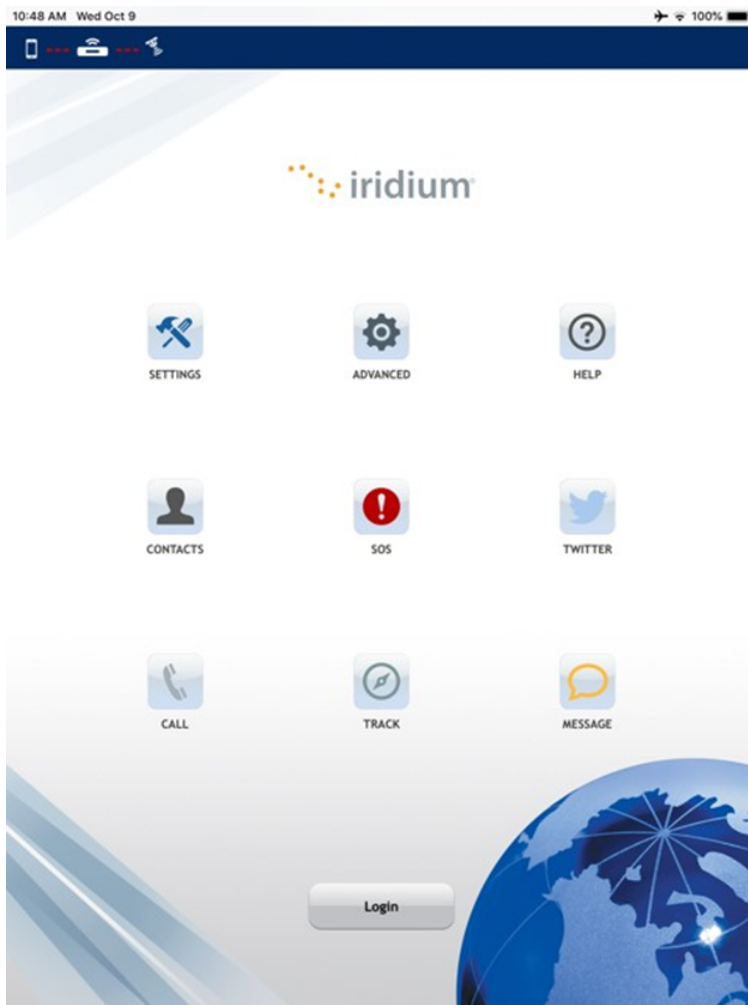 10:48 AM Wed Oct 9 100%
iridium
SETTINGS ADVANCED HELP
CONTACTS SOS TWITTER
CALL TRACK MESSAGE
Login